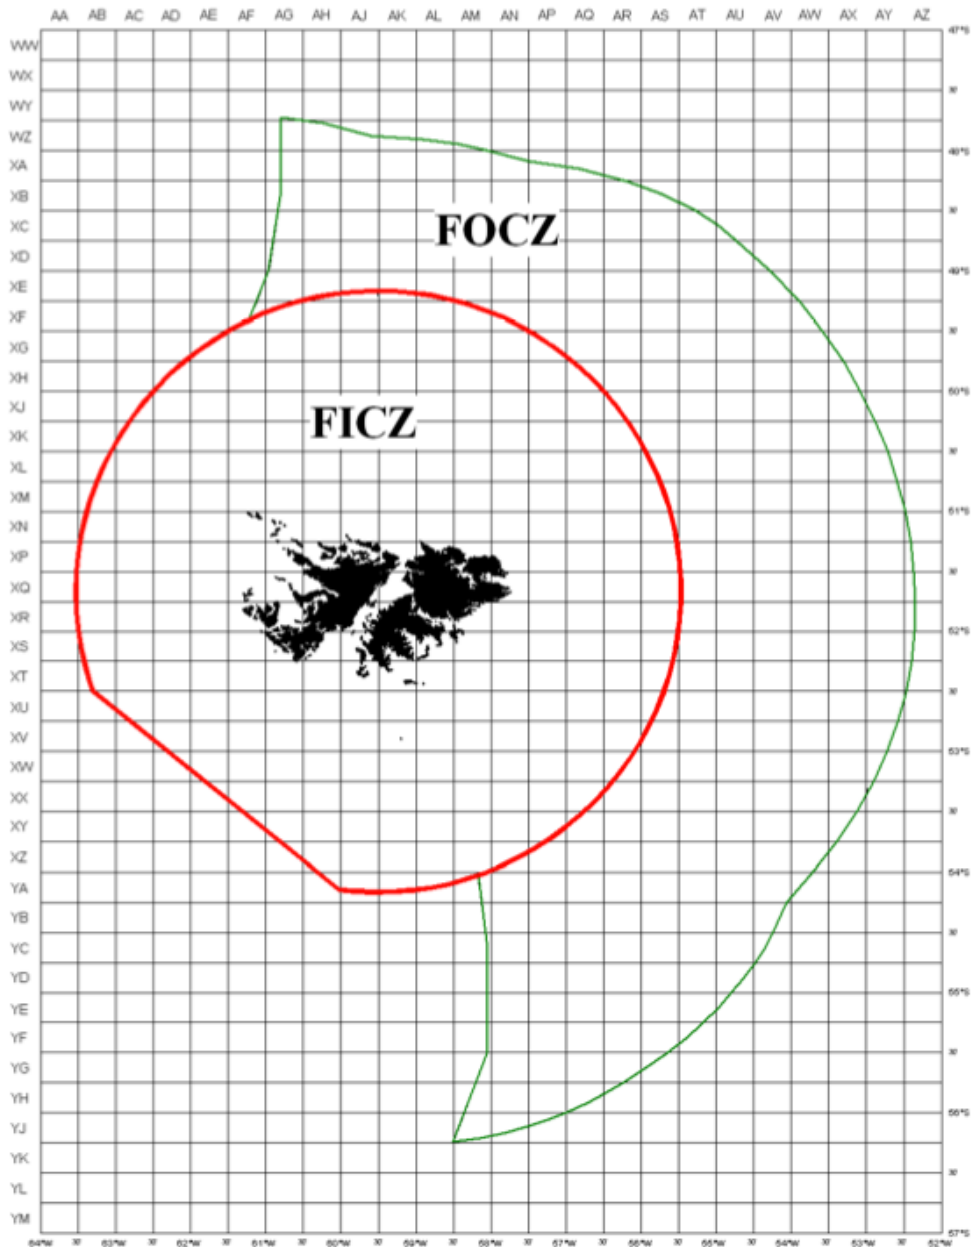 AA AB AC AD AE AF AG AH AJ AK AL AM AN AP AQ AR AS AT AU AV AW AX AY AZ
47°S
WW
WX 30'
WY
WZ
48°S
XA
XB
XC 30'
FOCZ
XD
49°S
XE
XF 30'
XG
XH
50°S
XJ
FICZ
XK
XL 30'
XM
51°S
XN
XP
XQ 30'
XR
52°S
XS
XT
XU 30'
XV
53°S
XW
XX
XY 30'
XZ
54°S
YA
YB
YC 30'
YD
55°S
YE
YF
YG 30'
YH
56°S
YJ
YK
YL 30'
YM
57°S
64°W 30' 63°W 30' 62°W 30' 61°W 30' 60°W 30' 59°W 30' 58°W 30' 57°W 30' 56°W 30' 55°W 30' 54°W 30' 53°W 30' 52°W